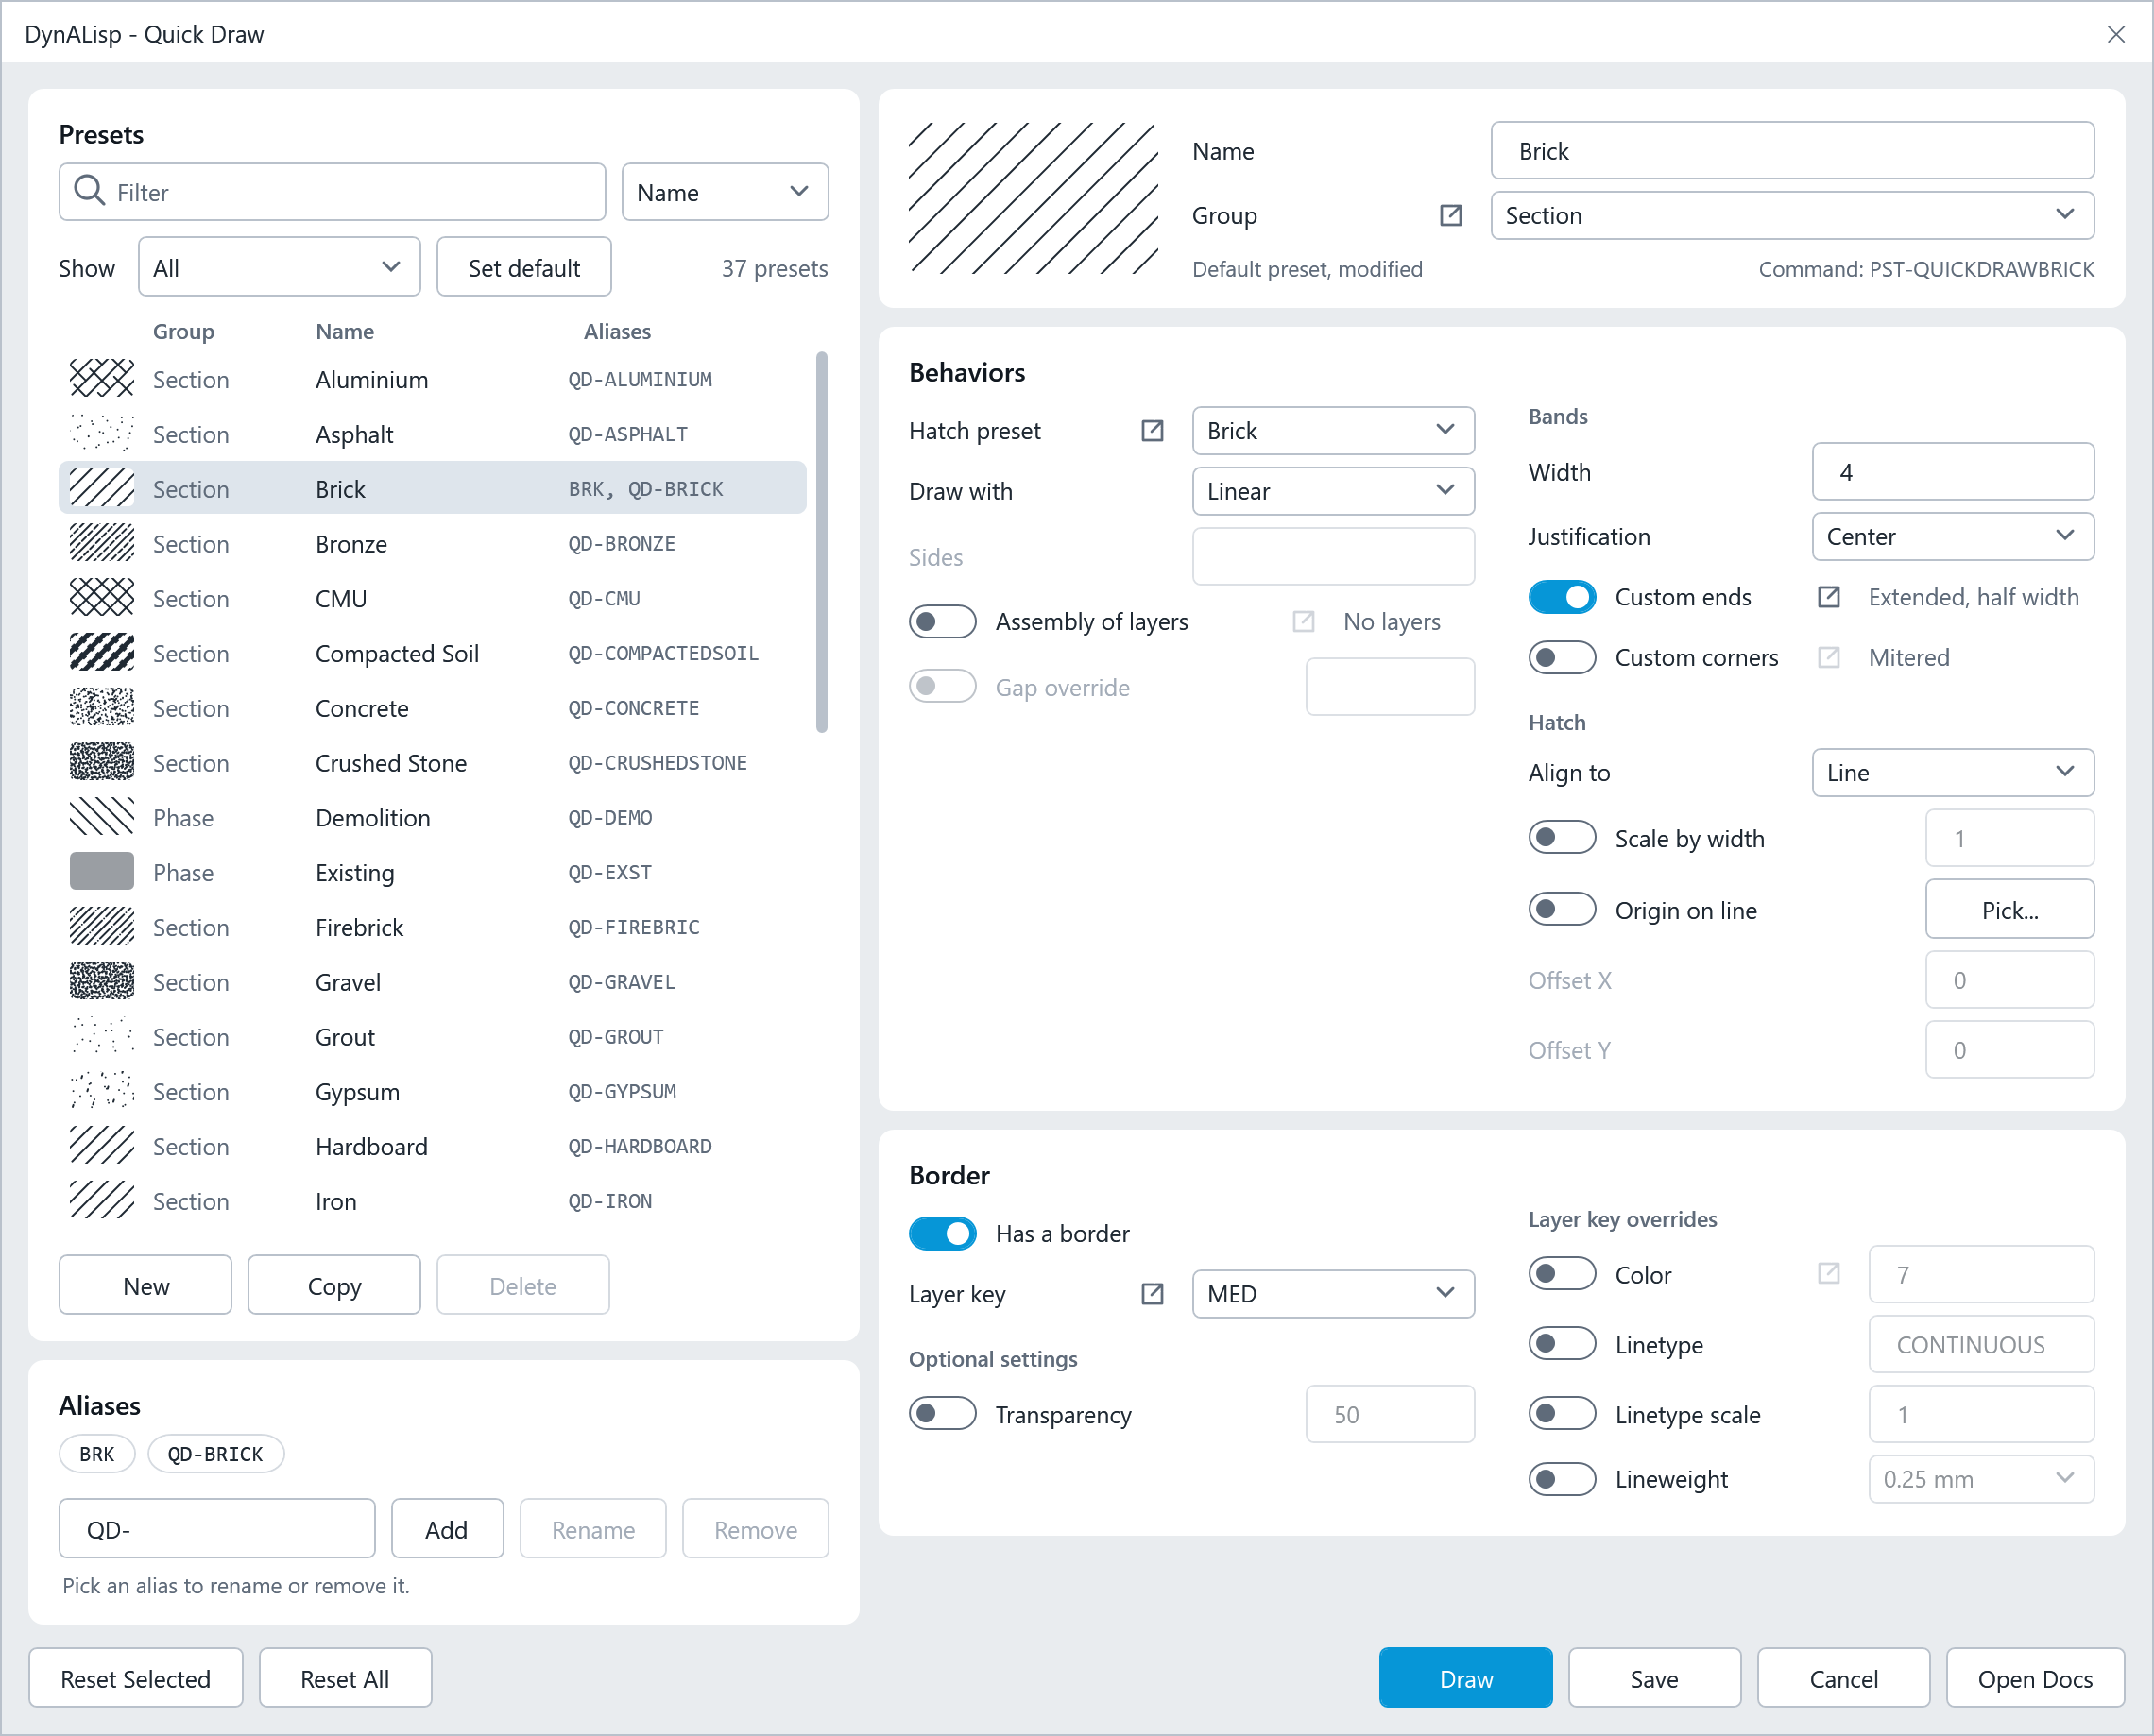 DynALisp - Quick Draw
Presets
Filter
Name
Show
All
Set default
37 presets
Group Name Aliases
Section Aluminium QD-ALUMINIUM
Section Asphalt QD-ASPHALT
Section Brick BRK, QD-BRICK
Section Bronze QD-BRONZE
Section CMU QD-CMU
Section Compacted Soil QD-COMPACTEDSOIL
Section Concrete QD-CONCRETE
Section Crushed Stone QD-CRUSHEDSTONE
Phase Demolition QD-DEMO
Phase Existing QD-EXST
Section Firebrick QD-FIREBRIC
Section Gravel QD-GRAVEL
Section Grout QD-GROUT
Section Gypsum QD-GYPSUM
Section Hardboard QD-HARDBOARD
Section Iron QD-IRON
New Copy Delete
Aliases
BRK QD-BRICK
QD- Add Rename Remove
Pick an alias to rename or remove it.
Reset Selected Reset All
Name Brick
Group Section
Default preset, modified Command: PST-QUICKDRAWBRICK
Behaviors
Hatch preset Brick
Draw with Linear
Sides
Assembly of layers No layers
Gap override
Bands
Width 4
Justification Center
Custom ends Extended, half width
Custom corners Mitered
Hatch
Align to Line
Scale by width 1
Origin on line Pick...
Offset X 0
Offset Y 0
Border
Has a border
Layer key MED
Optional settings
Transparency 50
Layer key overrides
Color 7
Linetype CONTINUOUS
Linetype scale 1
Lineweight 0.25 mm
Draw Save Cancel Open Docs